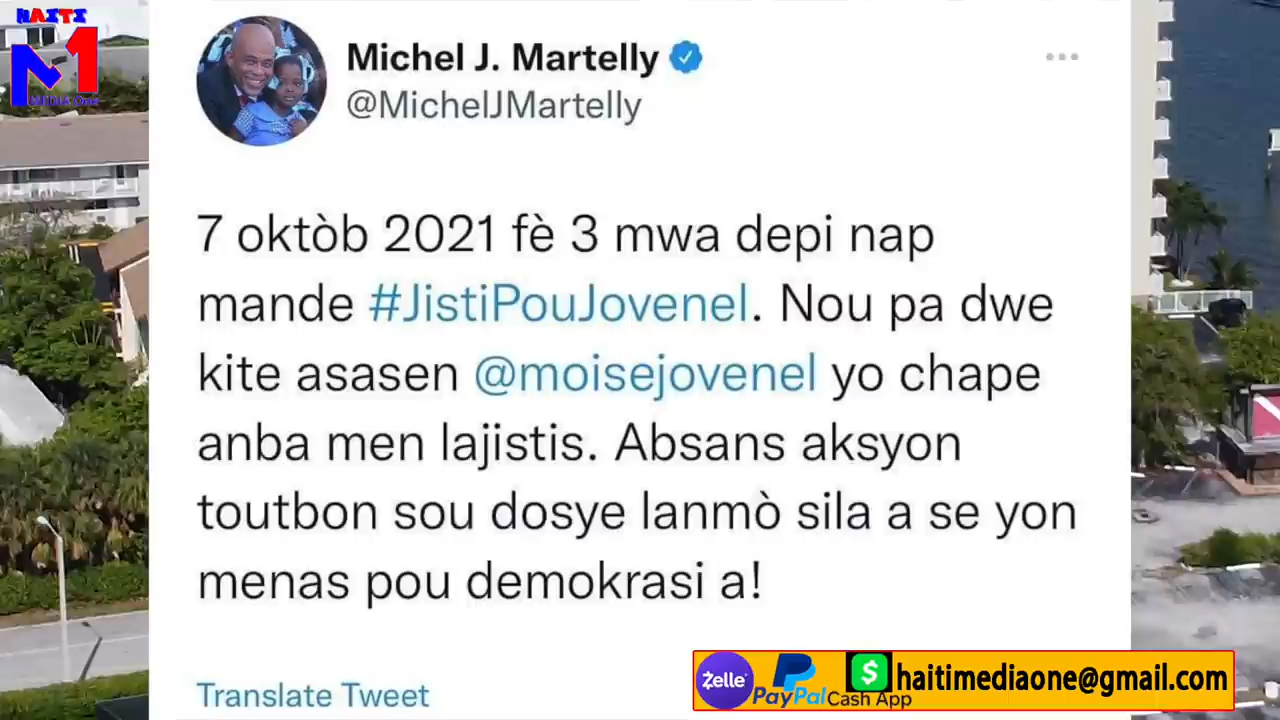 HAITI
M1
MEDIA One
Michel J. Martelly
@MichelJMartelly
7 oktòb 2021 fè 3 mwa depi nap
mande #JistiPouJovenel. Nou pa dwe
kite asasen @moisejovenel yo chape
anba men lajistis. Absans aksyon
toutbon sou dosye lanmò sila a se yon
menas pou demokrasi a!
Translate Tweet
Zelle
PayPal
$
Cash App
haitimediaone@gmail.com